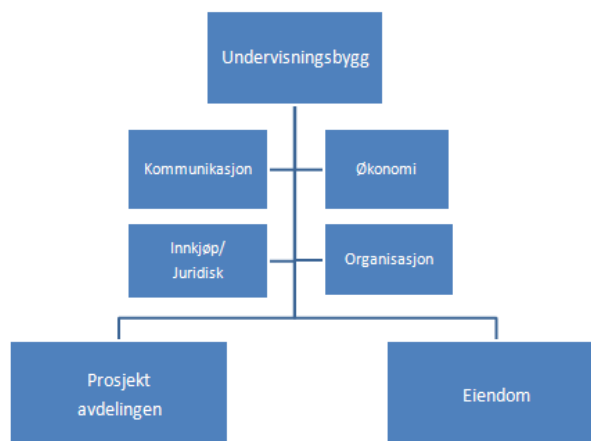 Undervisningsbygg
Kommunikasjon
Økonomi
Innkjøp/
Juridisk
Organisasjon
Prosjekt
avdelingen
Eiendom